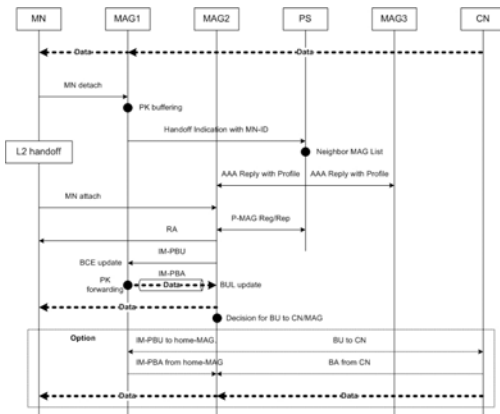 MN MAG1 MAG2 PS MAG3 CN
Data Data
MN detach
PK buffering
Handoff Indication with MN-ID
L2 handoff
Neighbor MAG List
AAA Reply with Profile AAA Reply with Profile
MN attach
P-MAG Reg/Rep
RA
IM-PBU
BCE update
IM-PBA
PK forwarding Data BUL update
Data
Decision for BU to CN/MAG
Option
IM-PBU to home-MAG. BU to CN
IM-PBA from home-MAG BA from CN
Data Data